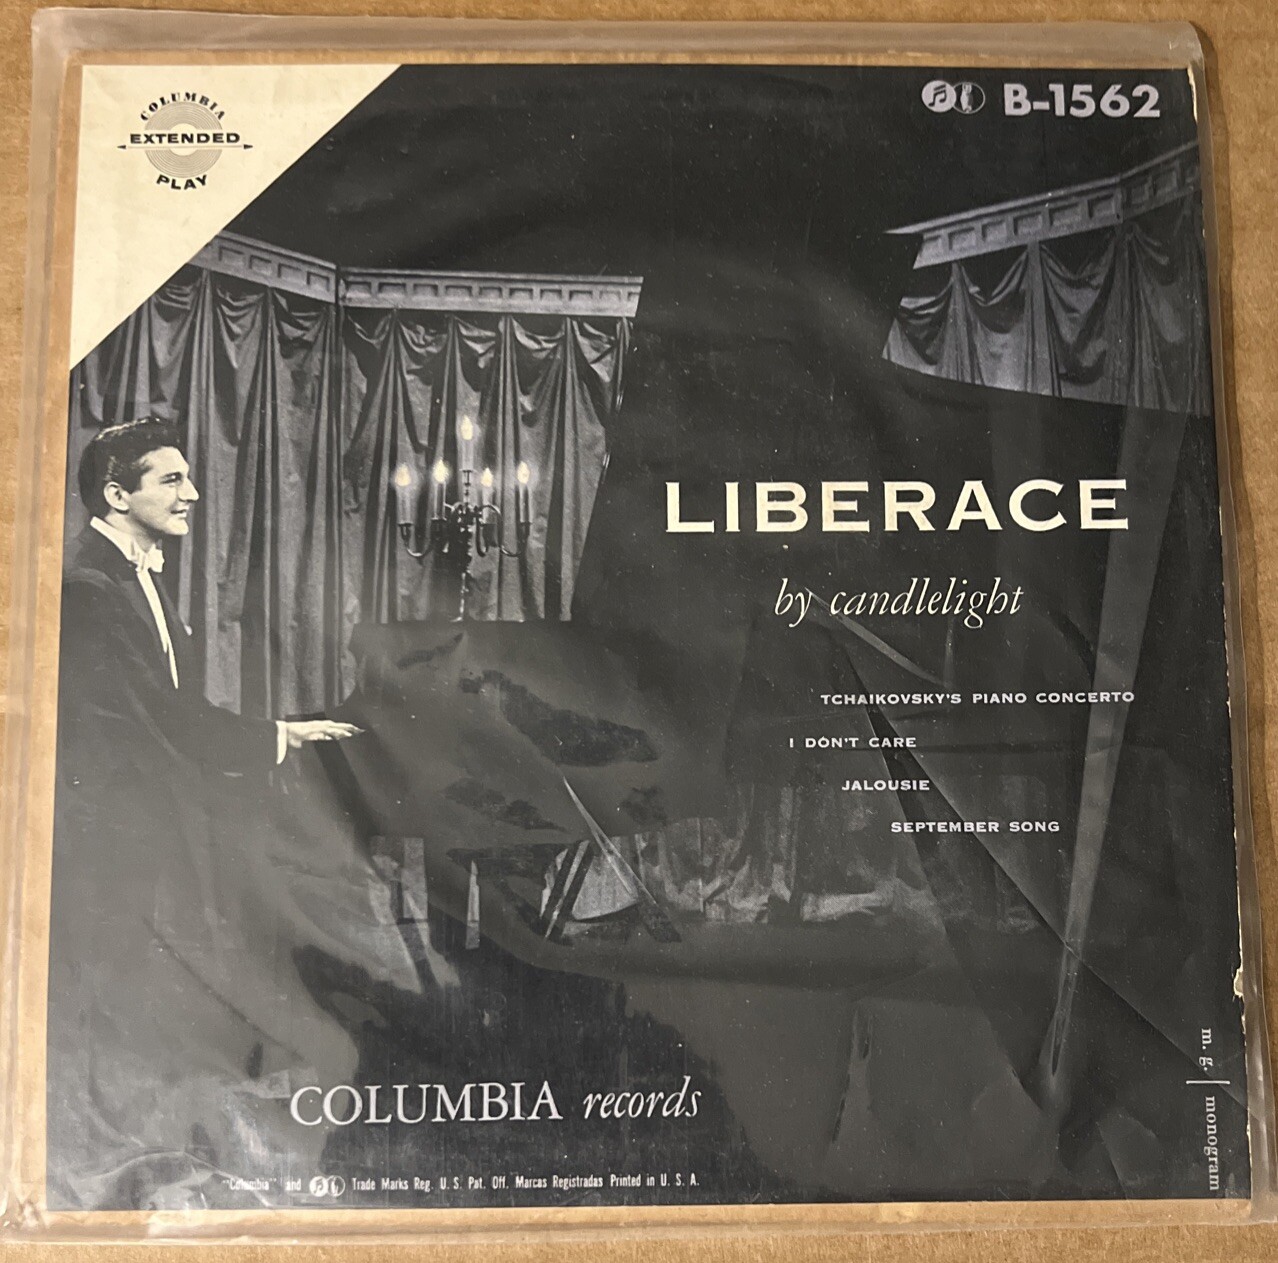 COLUMBIA
EXTENDED
PLAY
B-1562
LIBERACE
by candlelight
TCHAIKOVSKY'S PIANO CONCERTO
I DON'T CARE
JALOUSIE
SEPTEMBER SONG
COLUMBIA records
"Columbia" and Trade Marks Reg. U. S. Pat. Off. Marcas Registradas Printed in U. S. A.
m. g. | monogram